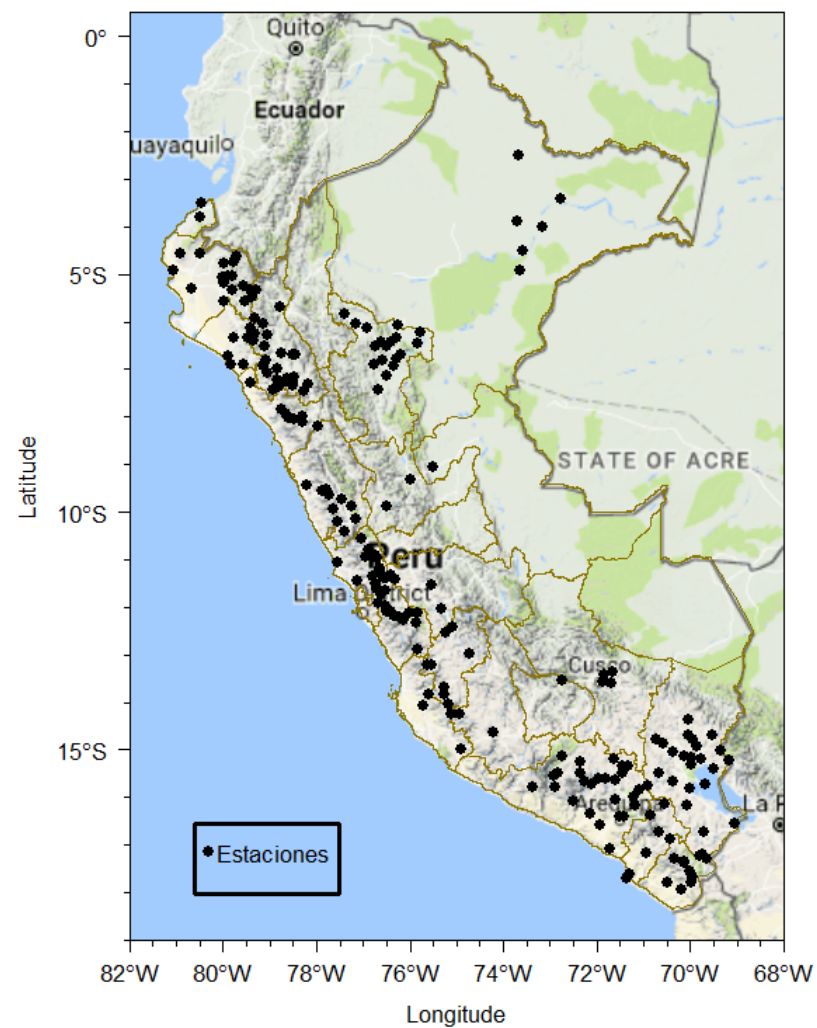 0°
Quito
Ecuador
uayaquil
5°S
STATE OF ACRE
Latitude
10°S
Peru
Lima District
Cusco
15°S
Arequipa
La P
Estaciones
82°W 80°W 78°W 76°W 74°W 72°W 70°W 68°W
Longitude